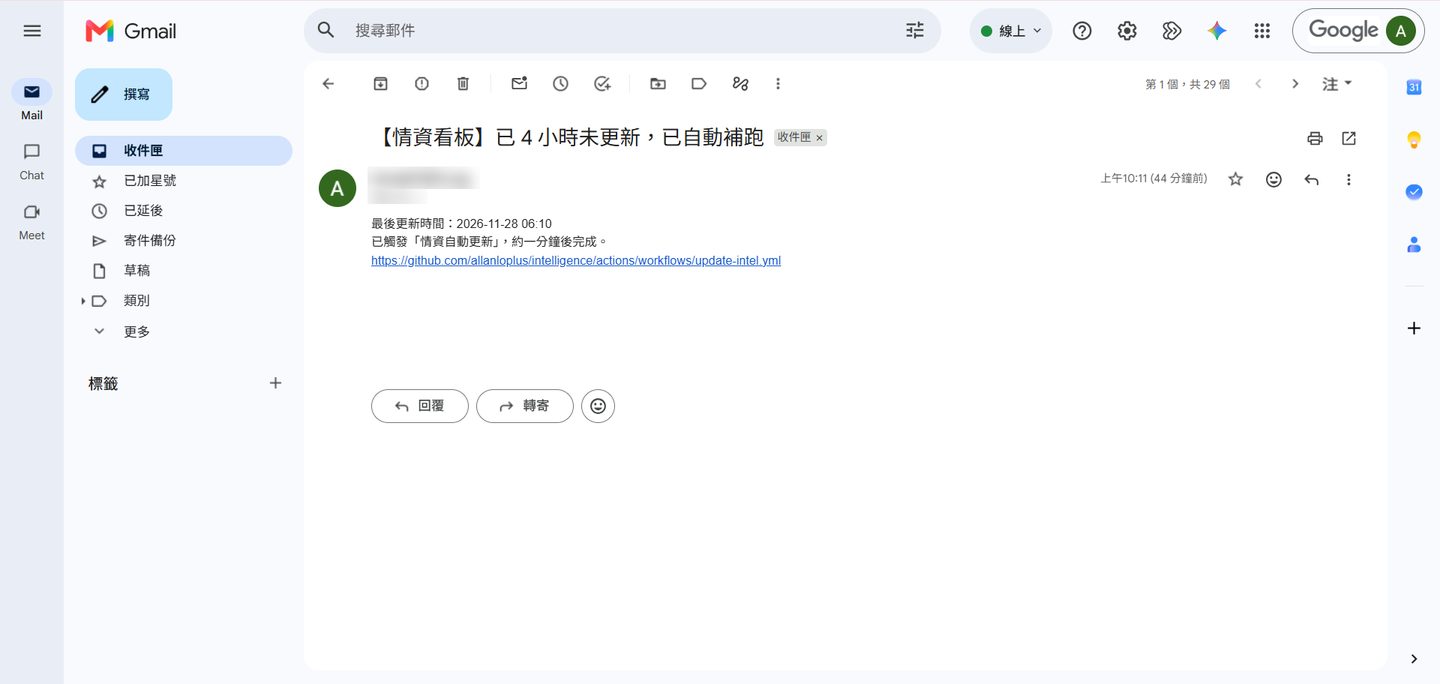 Gmail
搜尋郵件
線上
Google
A
Mail
Chat
Meet
撰寫
收件匣
已加星號
已延後
寄件備份
草稿
類別
更多
標籤
第 1 個，共 29 個
注
31
【情資看板】已 4 小時未更新，已自動補跑
收件匣 ×
A
上午10:11 (44 分鐘前)
最後更新時間：2026-11-28 06:10
已觸發「情資自動更新」，約一分鐘後完成。
https://github.com/allanloplus/intelligence/actions/workflows/update-intel.yml
回覆
轉寄